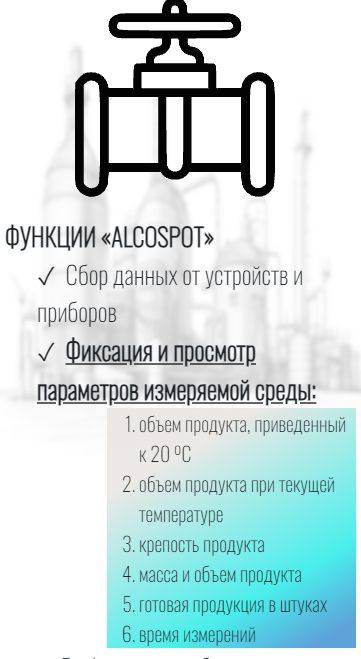 ФУНКЦИИ «ALCOSPOT»
✓ Сбор данных от устройств и
приборов
✓ Фиксация и просмотр
параметров измеряемой среды:
1. объем продукта, приведенный
к 20 ºС
2. объем продукта при текущей
температуре
3. крепость продукта
4. масса и объем продукта
5. готовая продукция в штуках
6. время измерений